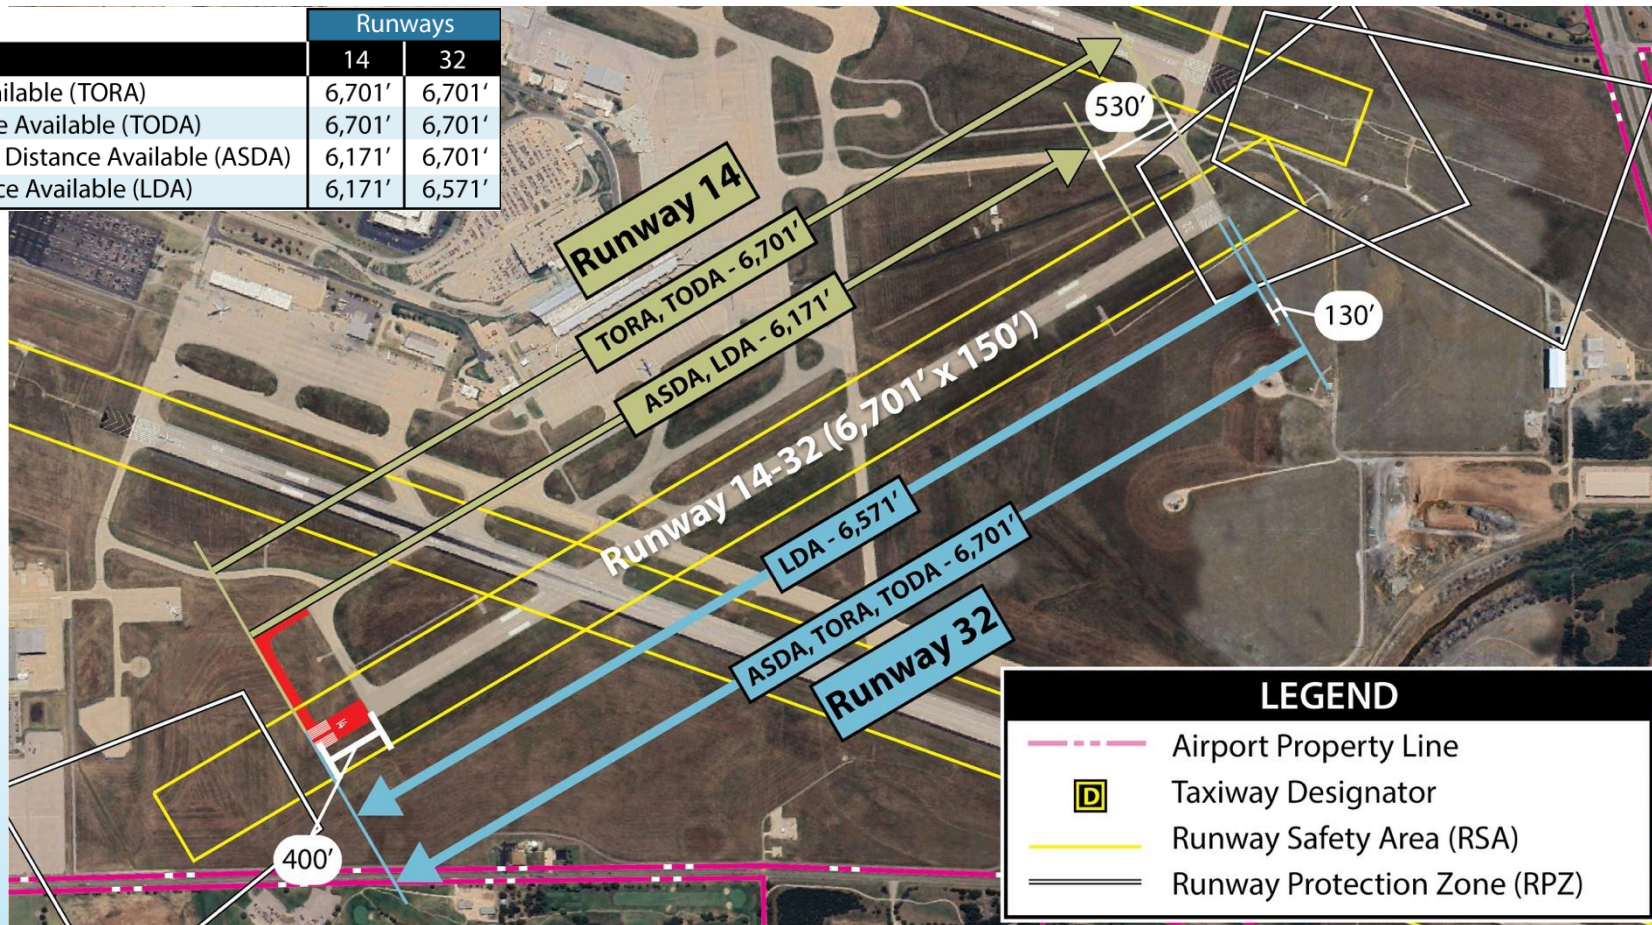 Runways
14 32
ilable (TORA) 6,701’ 6,701‘
e Available (TODA) 6,701’ 6,701‘
Distance Available (ASDA) 6,171’ 6,701‘
ce Available (LDA) 6,171’ 6,571’
530’
Runway 14
TORA, TODA - 6,701’
ASDA, LDA - 6,171’
130’
Runway 14-32 (6,701’ x 150’)
LDA - 6,571’
ASDA, TORA, TODA - 6,701’
Runway 32
400’
LEGEND
Airport Property Line
D Taxiway Designator
Runway Safety Area (RSA)
Runway Protection Zone (RPZ)